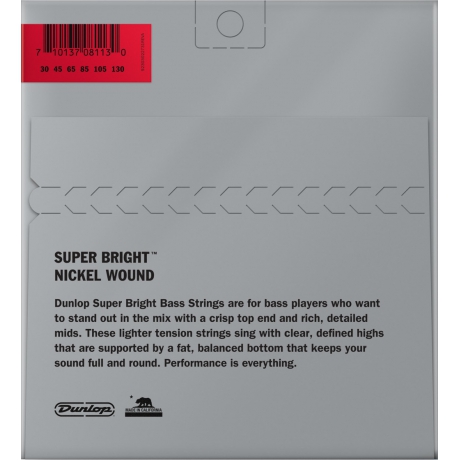 7 10137 08113 0
30 45 65 85 105 130
SUPER BRIGHT™
NICKEL WOUND
Dunlop Super Bright Bass Strings are for bass players who want
to stand out in the mix with a crisp top end and rich, detailed
mids. These lighter tension strings sing with clear, defined highs
that are supported by a fat, balanced bottom that keeps your
sound full and round. Performance is everything.
Dunlop
MADE IN CALIFORNIA